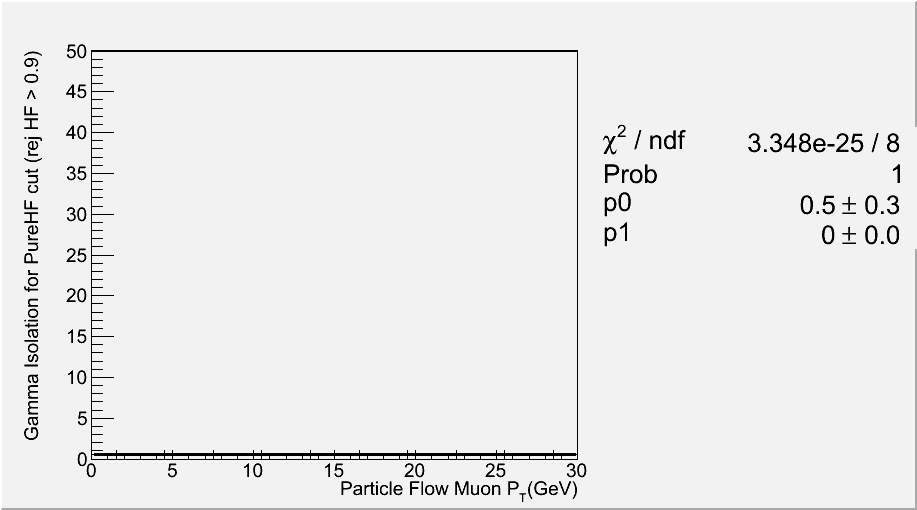 Gamma Isolation for PureHF cut (rej HF > 0.9)
50
45
40
35
30
25
20
15
10
5
0
0 5 10 15 20 25 30
Particle Flow Muon P_T(GeV)
χ² / ndf 3.348e-25 / 8
Prob 1
p0 0.5 ± 0.3
p1 0 ± 0.0